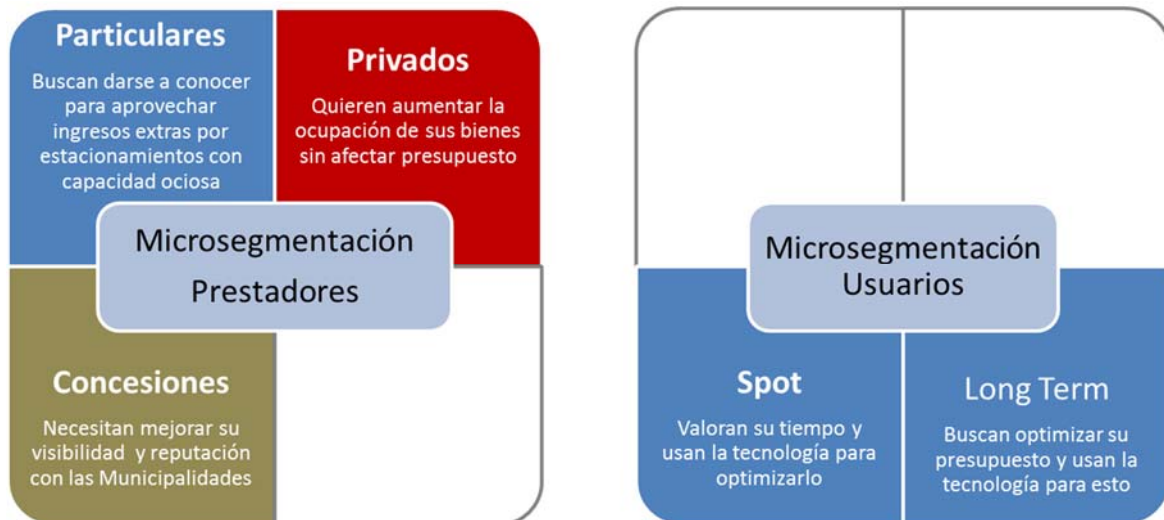 Particulares
Buscan darse a conocer
para aprovechar
ingresos extras por
estacionamientos con
capacidad ociosa
Privados
Quieren aumentar la
ocupación de sus bienes
sin afectar presupuesto
Microsegmentación
Prestadores
Concesiones
Necesitan mejorar su
visibilidad y reputación
con las Municipalidades
Microsegmentación
Usuarios
Spot
Valoran su tiempo y
usan la tecnología para
optimizarlo
Long Term
Buscan optimizar su
presupuesto y usan la
tecnología para esto